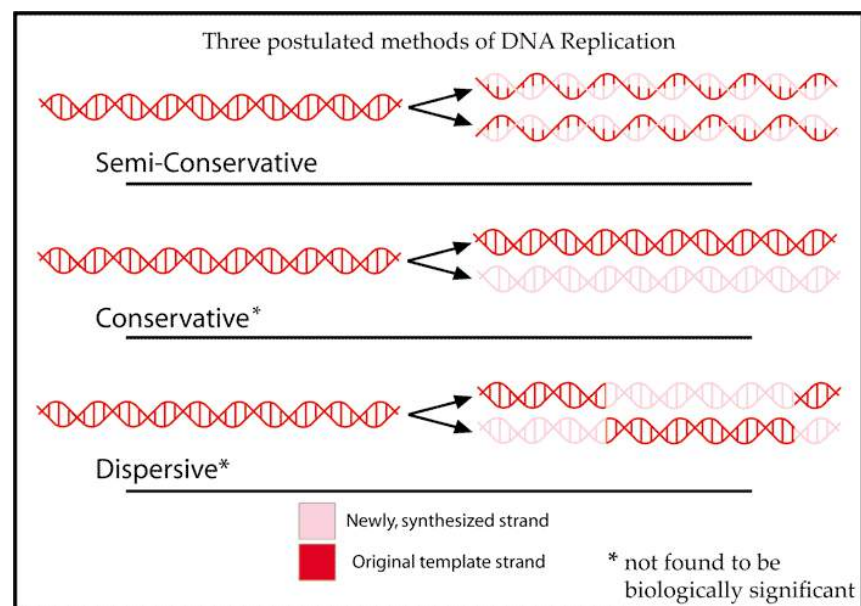 Three postulated methods of DNA Replication
Semi-Conservative
Conservative*
Dispersive*
Newly, synthesized strand
Original template strand
* not found to be
biologically significant